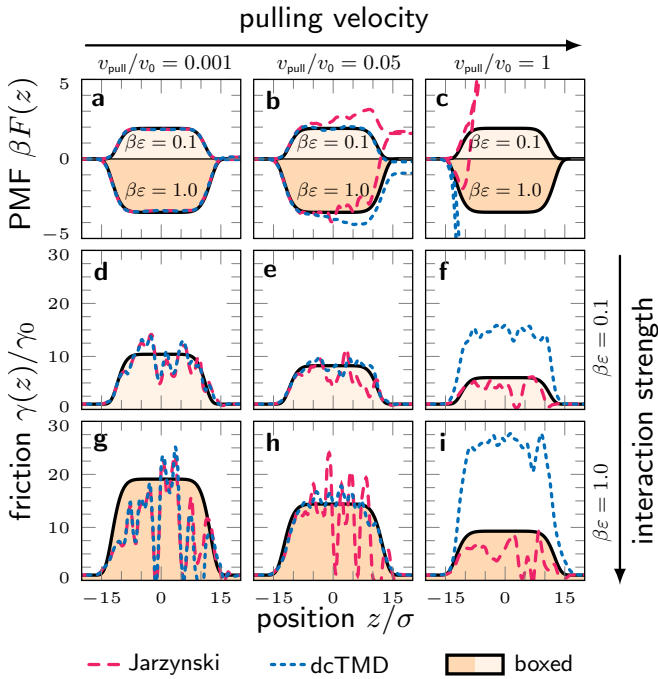 pulling velocity
v_pull/v_0 = 0.001
v_pull/v_0 = 0.05
v_pull/v_0 = 1
PMF βF(z)
5
0
−5
a
βε = 0.1
βε = 1.0
b
βε = 0.1
βε = 1.0
c
βε = 0.1
βε = 1.0
friction γ(z)/γ_0
30
20
10
0
d
e
f
βε = 0.1
30
20
10
0
g
h
i
βε = 1.0
interaction strength
−15 0 15
−15 0 15
−15 0 15
position z/σ
Jarzynski
dcTMD
boxed